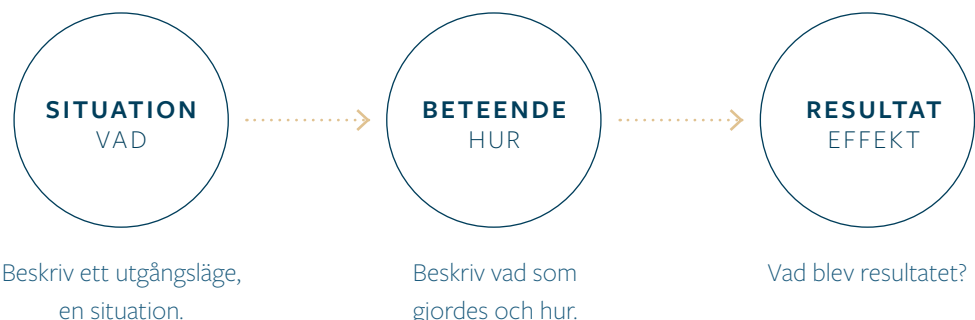 SITUATION
VAD
BETEENDE
HUR
RESULTAT
EFFEKT
Beskriv ett utgångsläge,
en situation.
Beskriv vad som
gjordes och hur.
Vad blev resultatet?